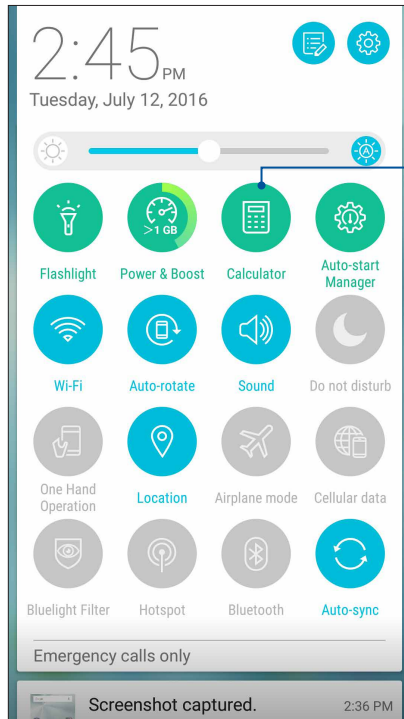 2:45 PM
Tuesday, July 12, 2016
A
>1 GB
Flashlight
Power & Boost
Calculator
Auto-start
Manager
Wi-Fi
Auto-rotate
Sound
Do not disturb
One Hand
Operation
Location
Airplane mode
Cellular data
Bluelight Filter
Hotspot
Bluetooth
Auto-sync
Emergency calls only
Screenshot captured.
2:36 PM